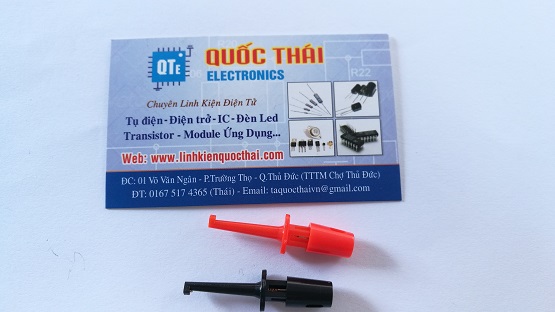 QTE
QUỐC THÁI
ELECTRONICS
R22
Chuyên Linh Kiện Điện Tử
Tụ điện - Điện trở - IC - Đèn Led
Transistor - Module Ứng Dụng...
Web: www.linhkienquocthai.com
ĐC: 01 Võ Văn Ngân - P.Trường Thọ - Q.Thủ Đức (TTTM Chợ Thủ Đức)
ĐT: 0167 517 4365 (Thái) - Email: taquocthaivn@gmail.com